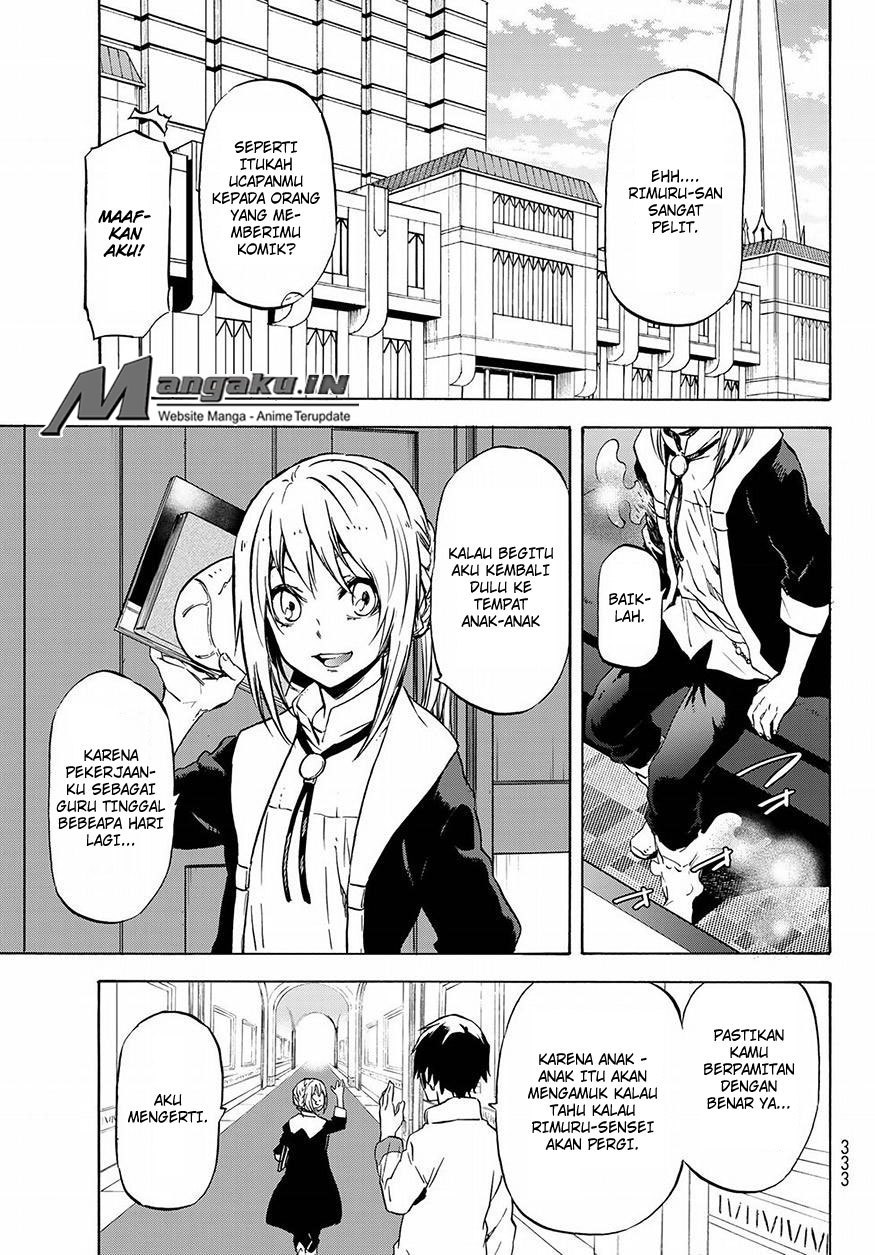 EHH....
RIMURU-SAN
SANGAT
PELIT.
SEPERTI
ITUKAH
UCAPANMU
KEPADA ORANG
YANG ME-
MBERIMU
KOMIK?
MAAF-
KAN
AKU!
Mangaku.in
Website Manga - Anime Terupdate
BAIK-
LAH.
KALAU BEGITU
AKU KEMBALI
DULU KE
TEMPAT
ANAK-ANAK
KARENA
PEKERJAAN-
KU SEBAGAI
GURU TINGGAL
BEBEAPA HARI
LAGI...
PASTIKAN
KAMU
BERPAMITAN
DENGAN
BENAR YA...
KARENA ANAK -
ANAK ITU AKAN
MENGAMUK KALAU
TAHU KALAU
RIMURU-SENSEI
AKAN PERGI.
AKU
MENGERTI.
333